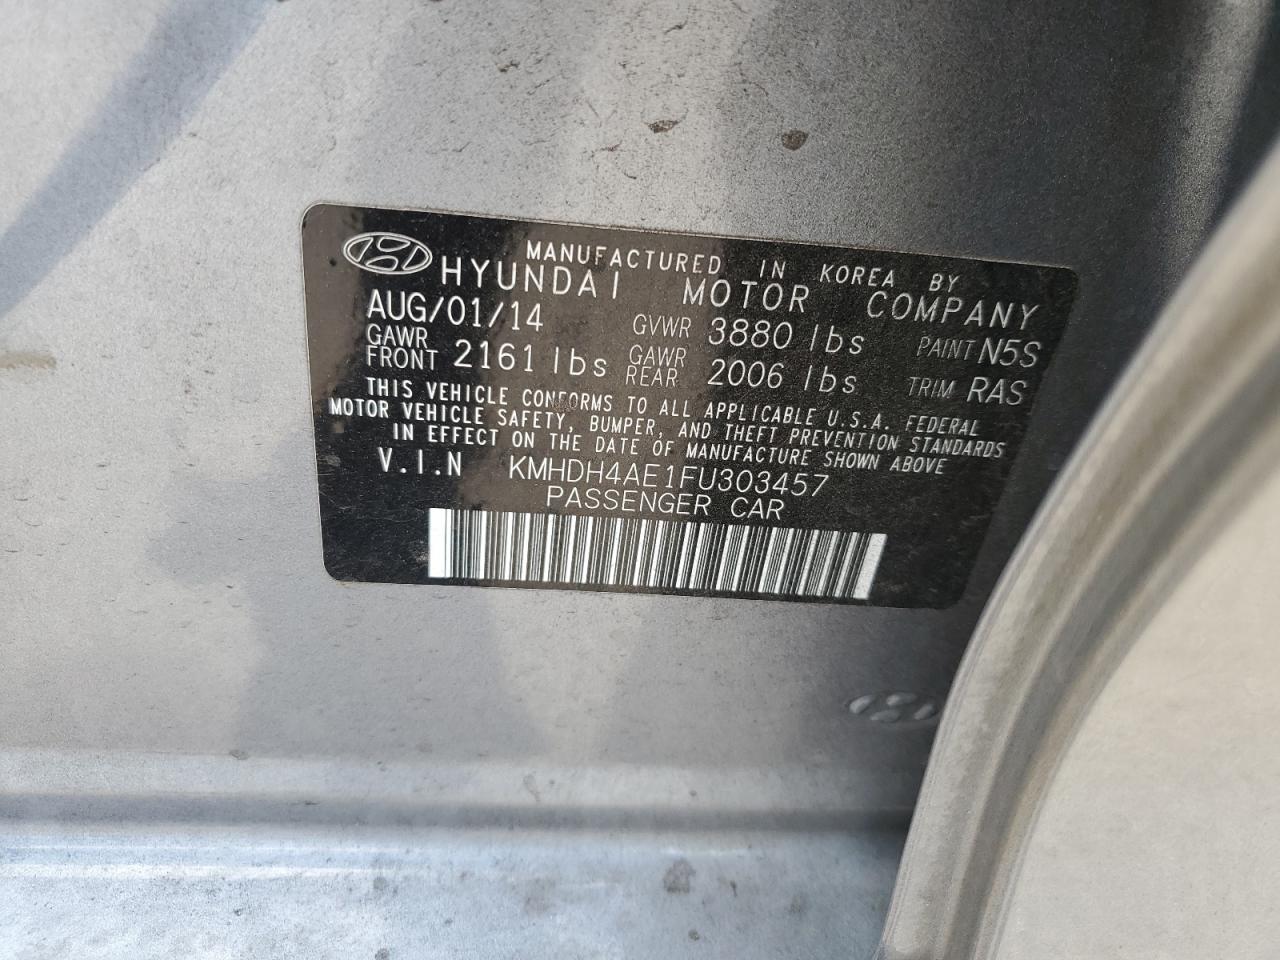 MANUFACTURED IN KOREA BY
HYUNDAI MOTOR COMPANY
AUG/01/14 GVWR 3880 lbs PAINT N5S
GAWR FRONT 2161 lbs GAWR REAR 2006 lbs TRIM RAS
THIS VEHICLE CONFORMS TO ALL APPLICABLE U.S.A. FEDERAL
MOTOR VEHICLE SAFETY, BUMPER, AND THEFT PREVENTION STANDARDS
IN EFFECT ON THE DATE OF MANUFACTURE SHOWN ABOVE
V.I.N KMHDH4AE1FU303457
PASSENGER CAR